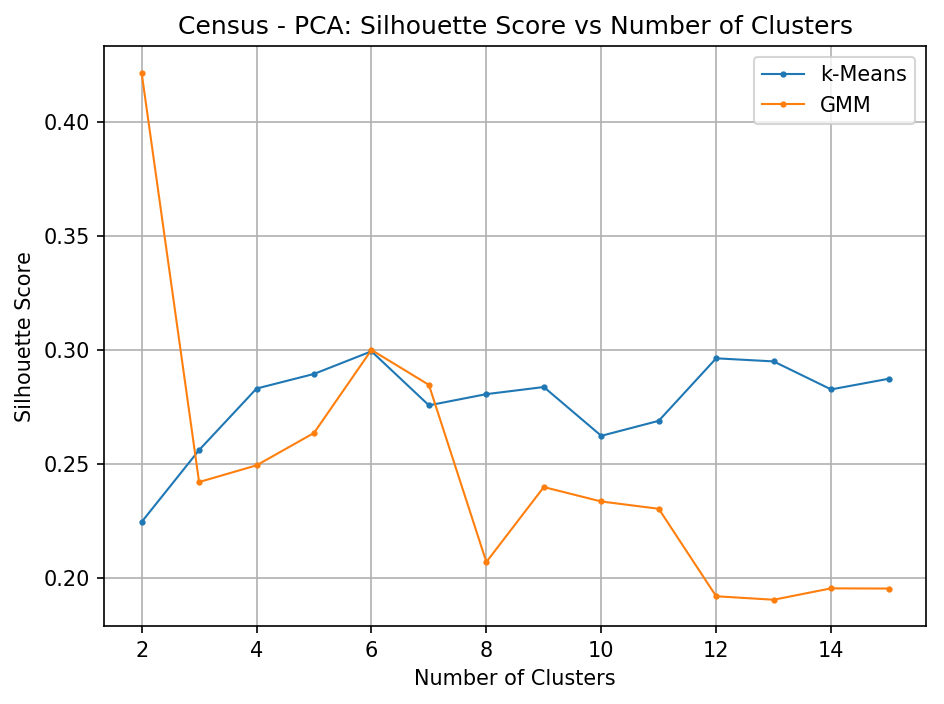 Census - PCA: Silhouette Score vs Number of Clusters
k-Means
GMM
Silhouette Score
0.40
0.35
0.30
0.25
0.20
2 4 6 8 10 12 14
Number of Clusters